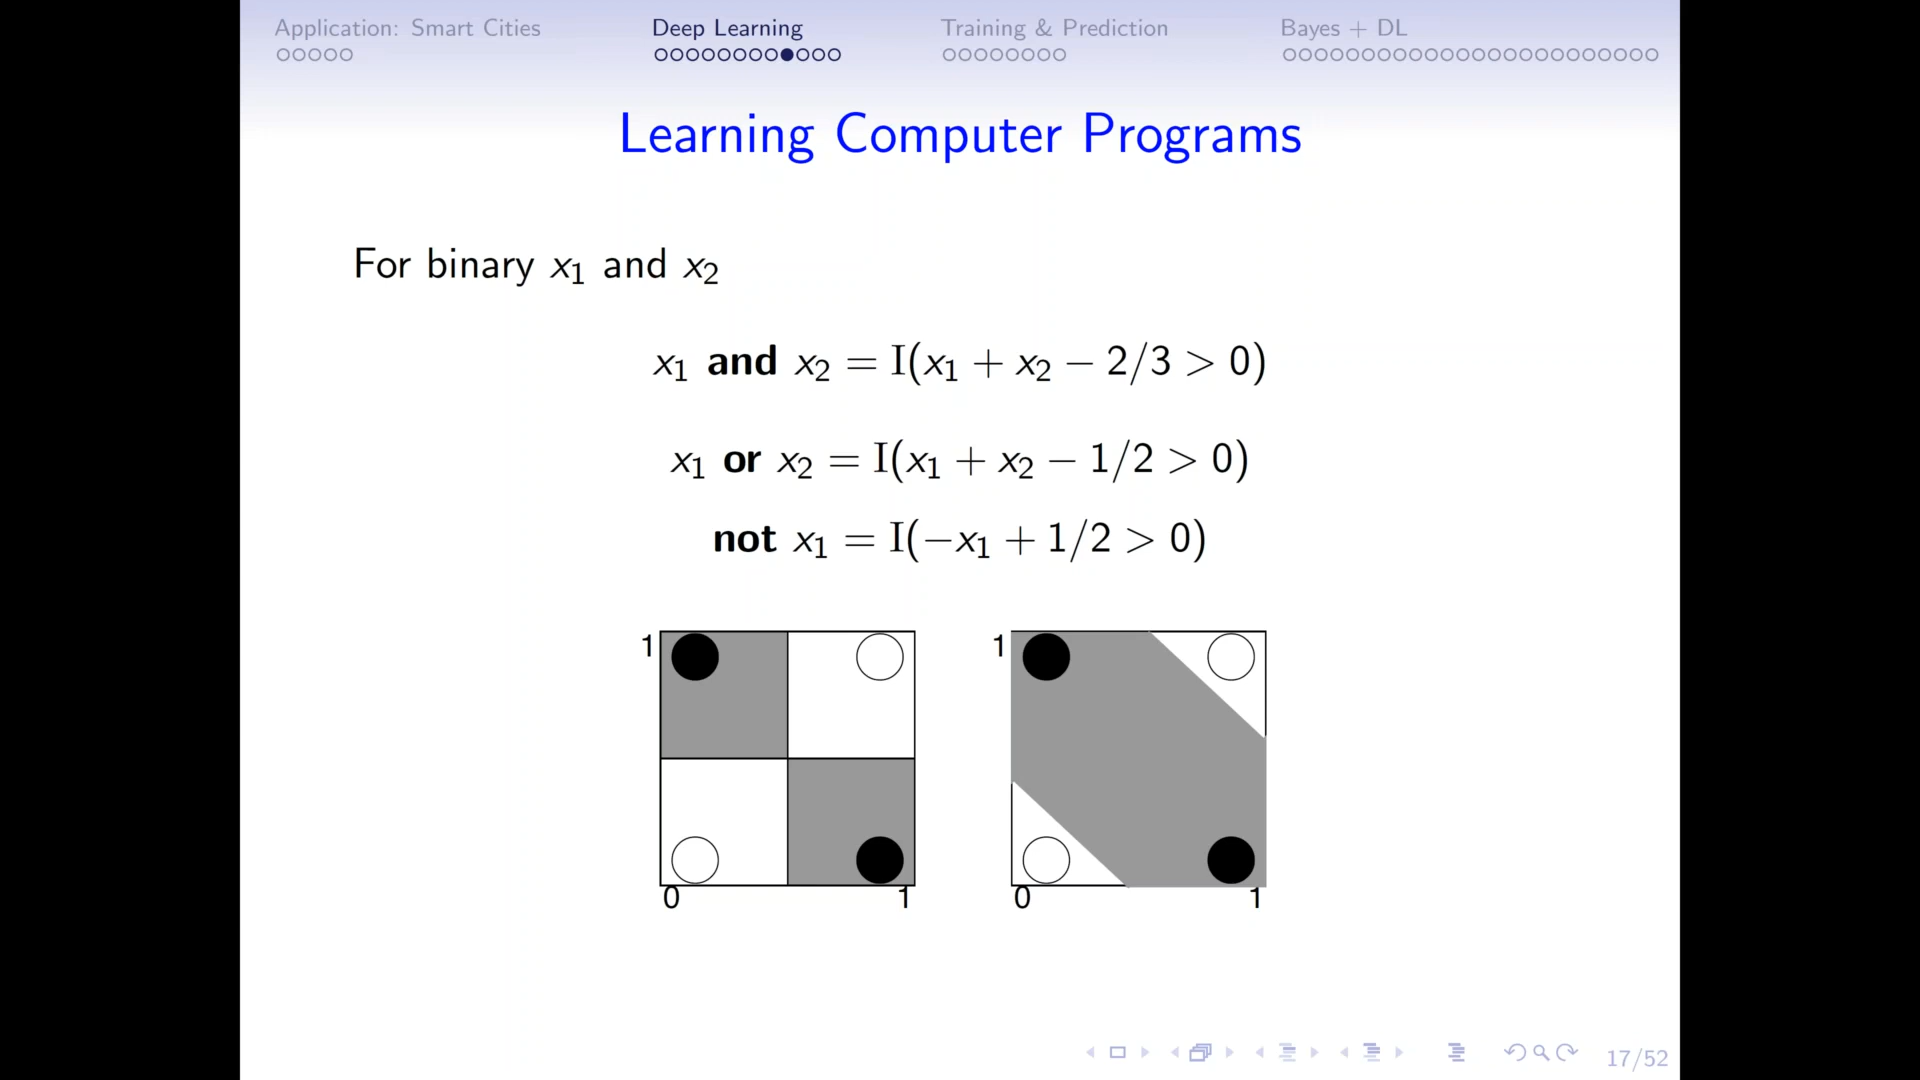 Application: Smart Cities Deep Learning Training & Prediction Bayes + DL
Learning Computer Programs
For binary x₁ and x₂
x₁ and x₂ = I(x₁ + x₂ − 2/3 > 0)
x₁ or x₂ = I(x₁ + x₂ − 1/2 > 0)
not x₁ = I(−x₁ + 1/2 > 0)
1 1
0 1 0 1
17/52